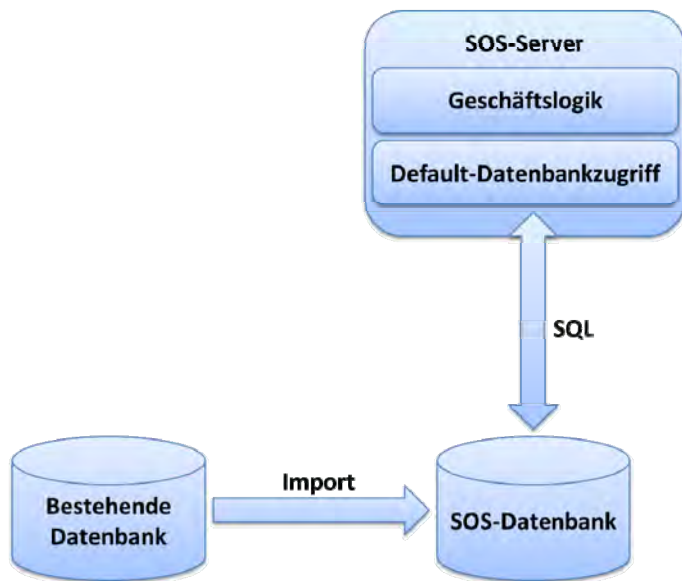 SOS-Server
Geschäftslogik
Default-Datenbankzugriff
SQL
Import
Bestehende
Datenbank
SOS-Datenbank